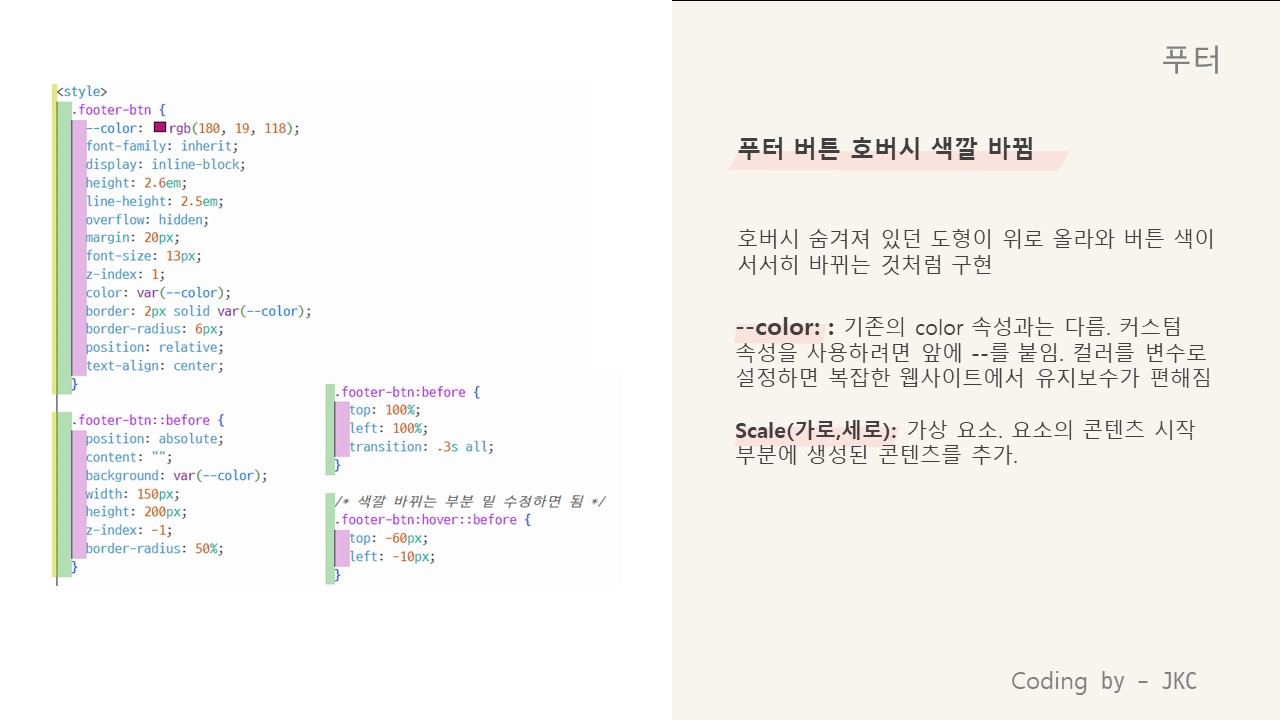 <style>
.footer-btn {
--color: rgb(180, 19, 118);
font-family: inherit;
display: inline-block;
height: 2.6em;
line-height: 2.5em;
overflow: hidden;
margin: 20px;
font-size: 13px;
z-index: 1;
color: var(--color);
border: 2px solid var(--color);
border-radius: 6px;
position: relative;
text-align: center;
}
.footer-btn::before {
position: absolute;
content: "";
background: var(--color);
width: 150px;
height: 200px;
z-index: -1;
border-radius: 50%;
}
.footer-btn:before {
top: 100%;
left: 100%;
transition: .3s all;
}
/* 색깔 바뀌는 부분 밑 수정하면 됨 */
.footer-btn:hover::before {
top: -60px;
left: -10px;
}
푸터
푸터 버튼 호버시 색깔 바뀜
호버시 숨겨져 있던 도형이 위로 올라와 버튼 색이
서서히 바뀌는 것처럼 구현
--color: : 기존의 color 속성과는 다름. 커스텀
속성을 사용하려면 앞에 --를 붙임. 컬러를 변수로
설정하면 복잡한 웹사이트에서 유지보수가 편해짐
Scale(가로,세로): 가상 요소. 요소의 콘텐츠 시작
부분에 생성된 콘텐츠를 추가.
Coding by - JKC